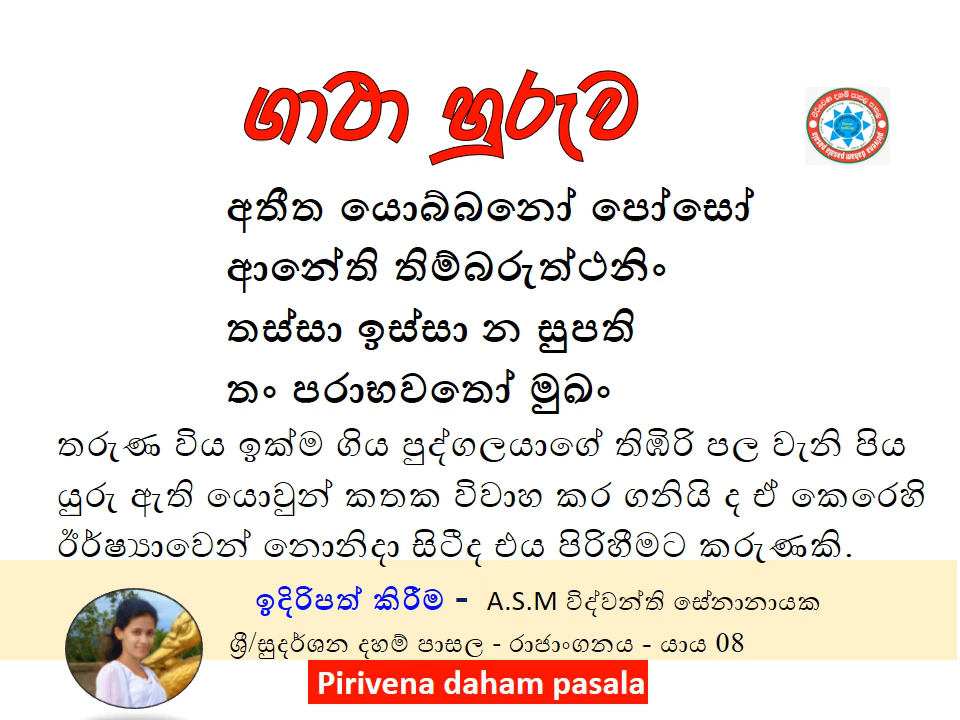 ගාථා හුරුව
අතීත යොබ්බනෝ පෝසෝ
ආනේති තිම්බරුත්ථනිං
තස්සා ඉස්සා න සුපති
තං පරාභවතෝ මුඛං
තරුණ විය ඉක්ම ගිය පුද්ගලයාගේ තිඹිරි පල වැනි පිය
යුරු ඇති යොවුන් කතක විවාහ කර ගනියි ද ඒ කෙරෙහි
ඊර්ෂ්‍යාවෙන් නොනිදා සිටීද එය පිරිහීමට කරුණකි.
ඉදිරිපත් කිරීම - A.S.M විද්වන්ති සේනානායක
ශ්‍රී/සුදර්ශන දහම් පාසල - රාජාංගනය - යාය 08
Pirivena daham pasala